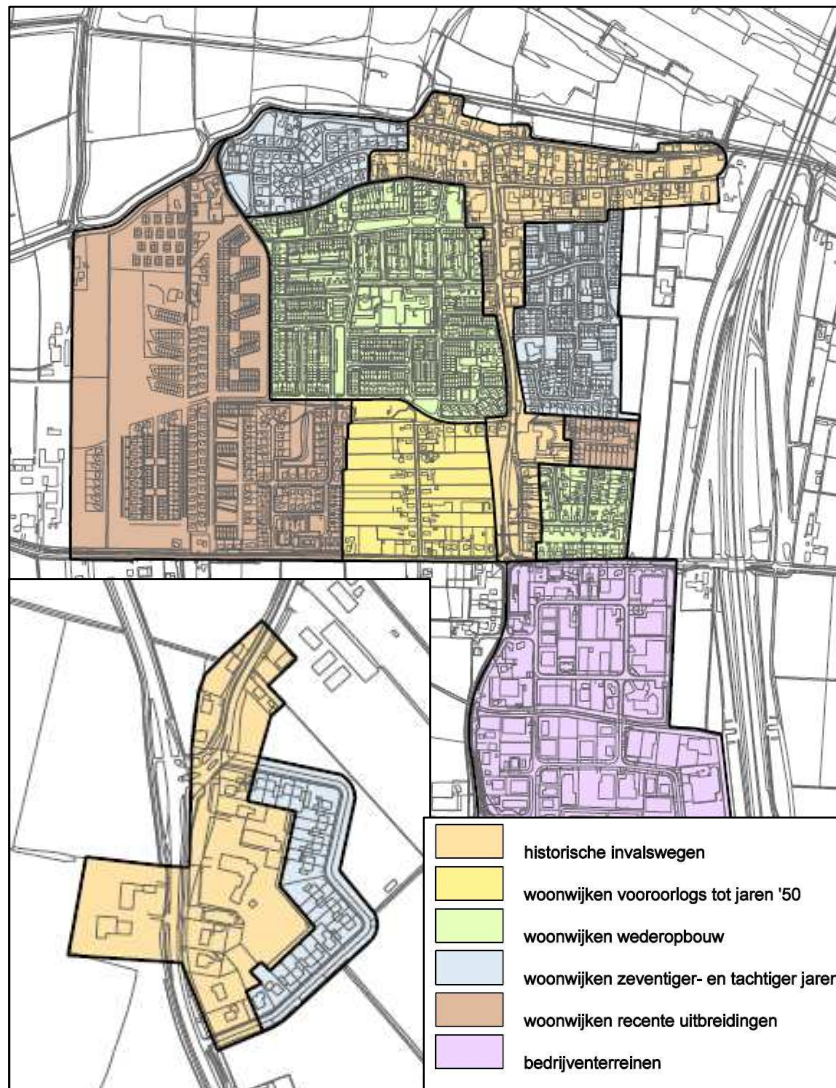 historische invalswegen
woonwijken vooroorlogs tot jaren '50
woonwijken wederopbouw
woonwijken zeventiger- en tachtiger jaren
woonwijken recente uitbreidingen
bedrijventerreinen